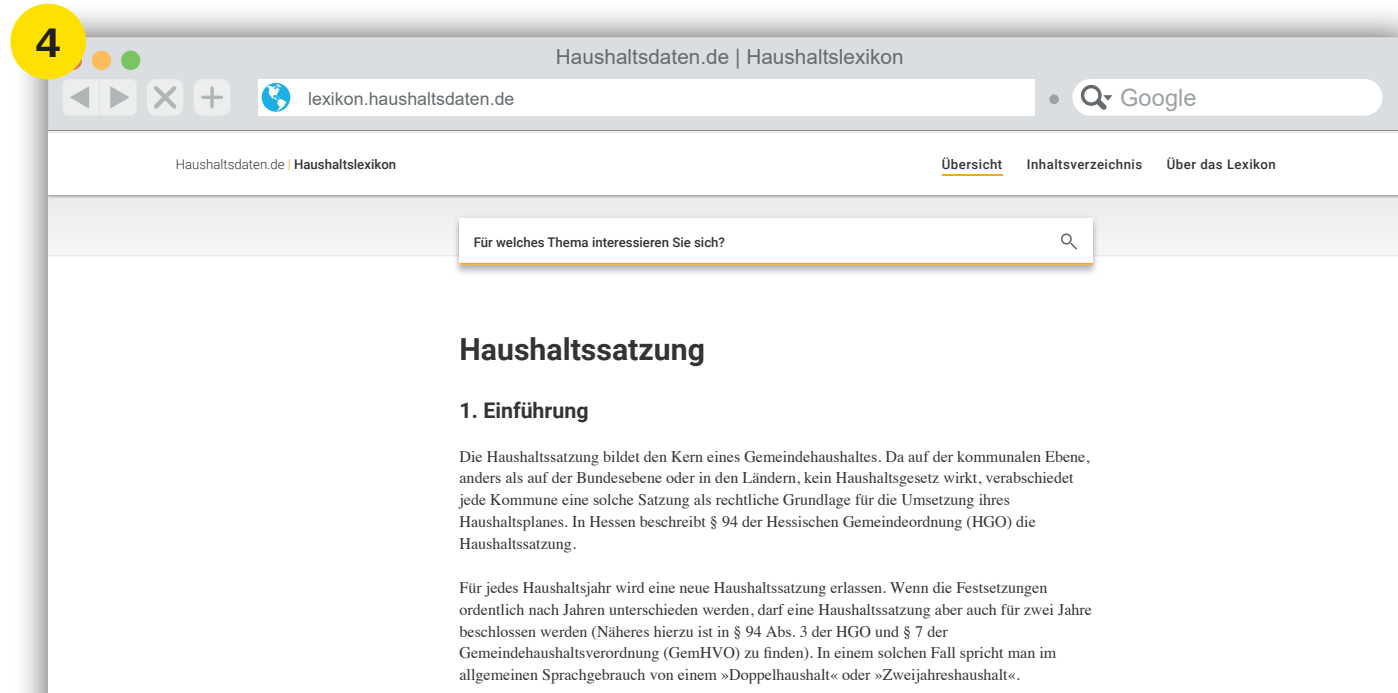 4
Haushaltsdaten.de | Haushaltslexikon
lexikon.haushaltsdaten.de
Google
Haushaltsdaten.de | Haushaltslexikon
Übersicht Inhaltsverzeichnis Über das Lexikon
Für welches Thema interessieren Sie sich?
Haushaltssatzung
1. Einführung
Die Haushaltssatzung bildet den Kern eines Gemeindehaushaltes. Da auf der kommunalen Ebene,
anders als auf der Bundesebene oder in den Ländern, kein Haushaltsgesetz wirkt, verabschiedet
jede Kommune eine solche Satzung als rechtliche Grundlage für die Umsetzung ihres
Haushaltsplanes. In Hessen beschreibt § 94 der Hessischen Gemeindeordnung (HGO) die
Haushaltssatzung.
Für jedes Haushaltsjahr wird eine neue Haushaltssatzung erlassen. Wenn die Festsetzungen
ordentlich nach Jahren unterschieden werden, darf eine Haushaltssatzung aber auch für zwei Jahre
beschlossen werden (Näheres hierzu ist in § 94 Abs. 3 der HGO und § 7 der
Gemeindehaushaltsverordnung (GemHVO) zu finden). In einem solchen Fall spricht man im
allgemeinen Sprachgebrauch von einem »Doppelhaushalt« oder »Zweijahreshaushalt«.